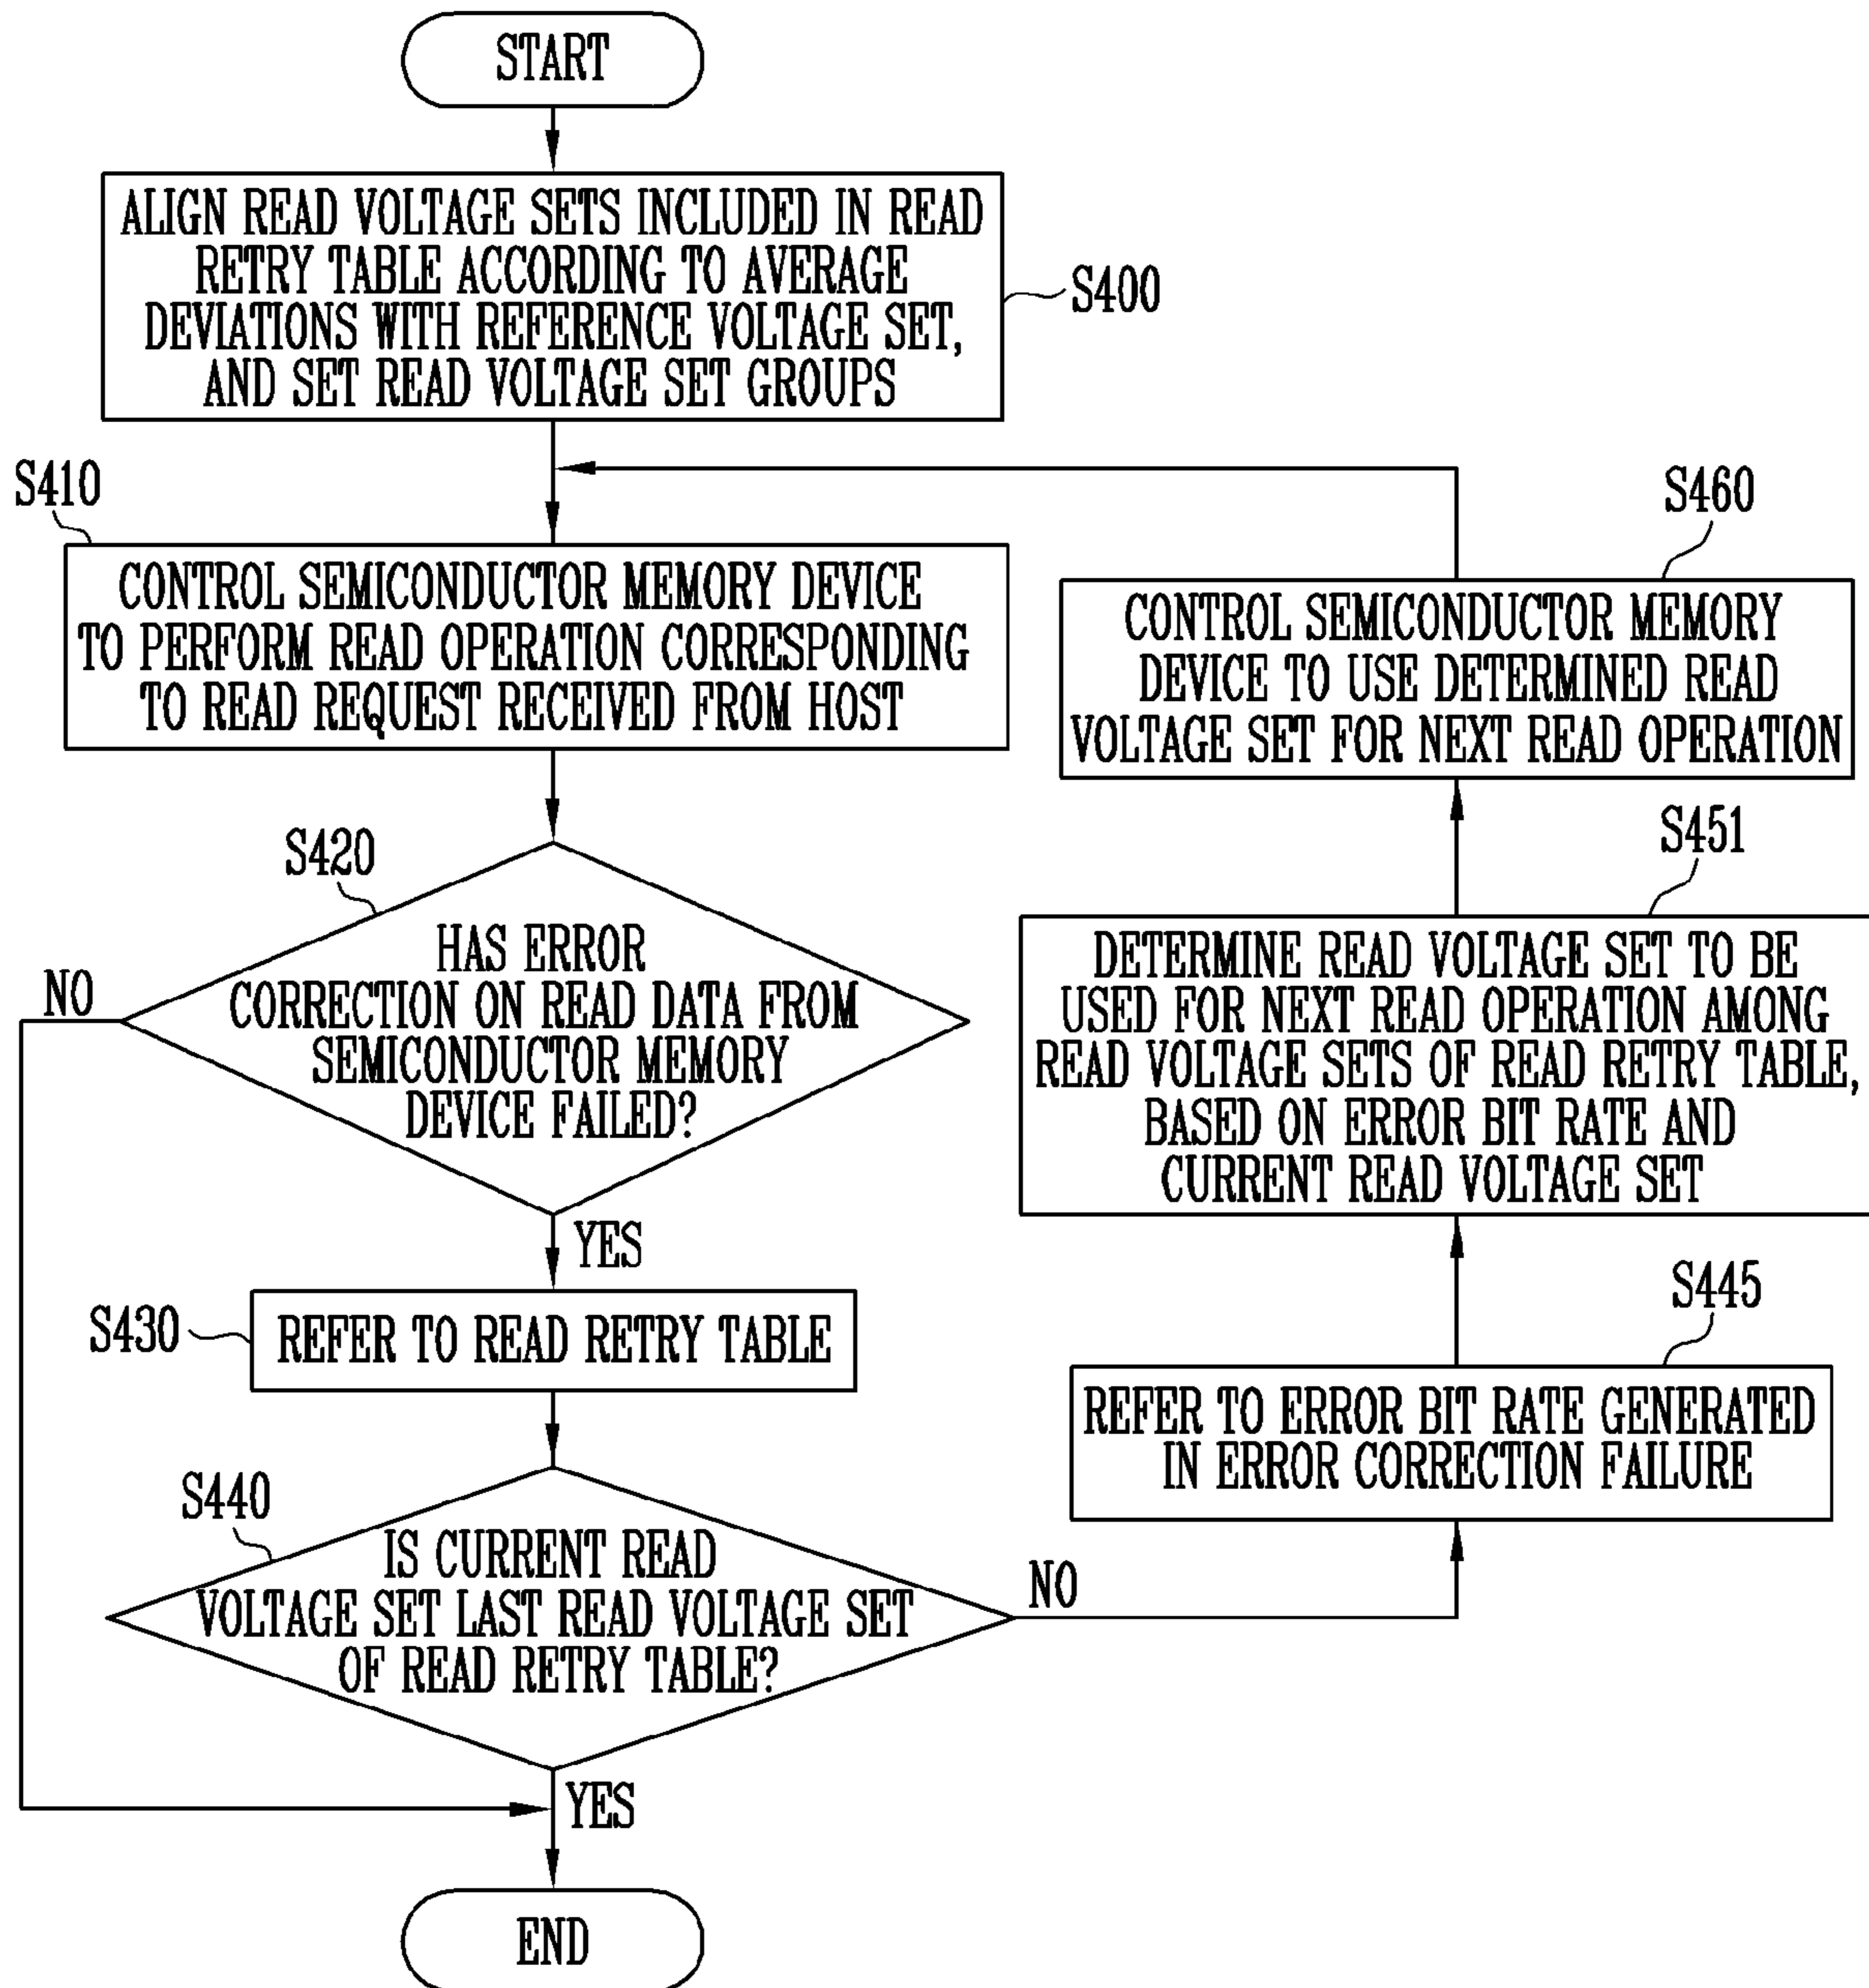 START
ALIGN READ VOLTAGE SETS INCLUDED IN READ
RETRY TABLE ACCORDING TO AVERAGE
DEVIATIONS WITH REFERENCE VOLTAGE SET,
AND SET READ VOLTAGE SET GROUPS
S400
S410
CONTROL SEMICONDUCTOR MEMORY DEVICE
TO PERFORM READ OPERATION CORRESPONDING
TO READ REQUEST RECEIVED FROM HOST
S420
HAS ERROR
CORRECTION ON READ DATA FROM
SEMICONDUCTOR MEMORY
DEVICE FAILED?
NO
YES
S430
REFER TO READ RETRY TABLE
S440
IS CURRENT READ
VOLTAGE SET LAST READ VOLTAGE SET
OF READ RETRY TABLE?
NO
YES
S445
REFER TO ERROR BIT RATE GENERATED
IN ERROR CORRECTION FAILURE
S451
DETERMINE READ VOLTAGE SET TO BE
USED FOR NEXT READ OPERATION AMONG
READ VOLTAGE SETS OF READ RETRY TABLE,
BASED ON ERROR BIT RATE AND
CURRENT READ VOLTAGE SET
S460
CONTROL SEMICONDUCTOR MEMORY
DEVICE TO USE DETERMINED READ
VOLTAGE SET FOR NEXT READ OPERATION
END